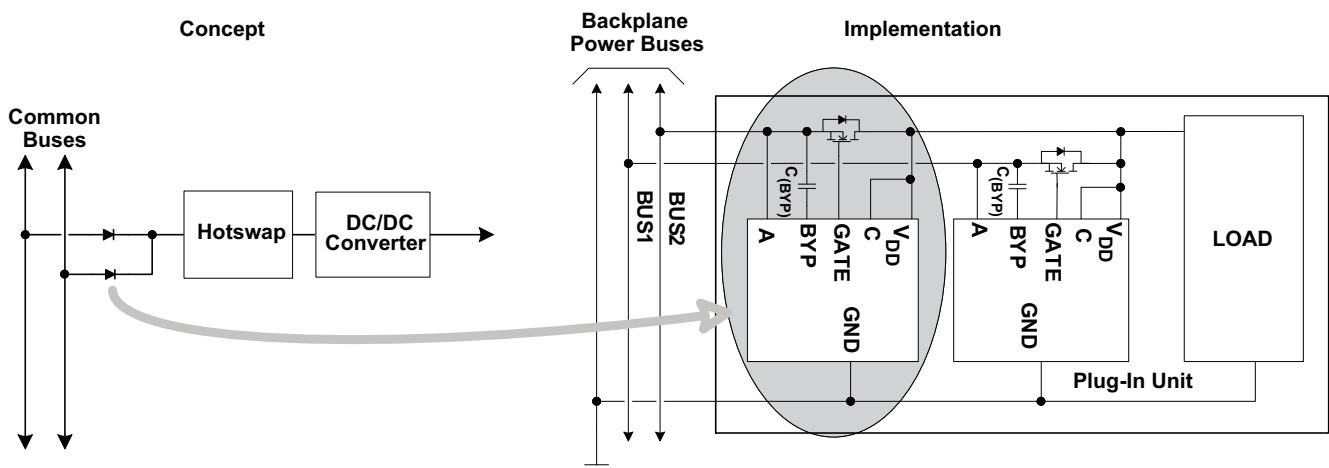 Concept
Backplane
Power Buses
Implementation
Common
Buses
Hotswap
DC/DC
Converter
BUS1
BUS2
C(BYP)
A
BYP
GATE
C
VDD
GND
C(BYP)
A
BYP
GATE
C
VDD
GND
LOAD
Plug-In Unit